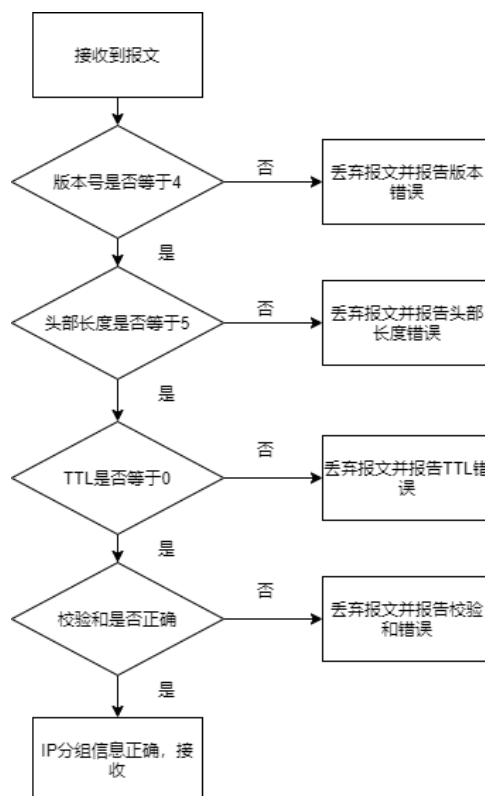 接收到报文
版本号是否等于4
否
丢弃报文并报告版本
错误
是
头部长度是否等于5
否
丢弃报文并报告头部
长度错误
是
TTL是否等于0
否
丢弃报文并报告TTL错
误
是
校验和是否正确
否
丢弃报文并报告校验
和错误
是
IP分组信息正确，接
收